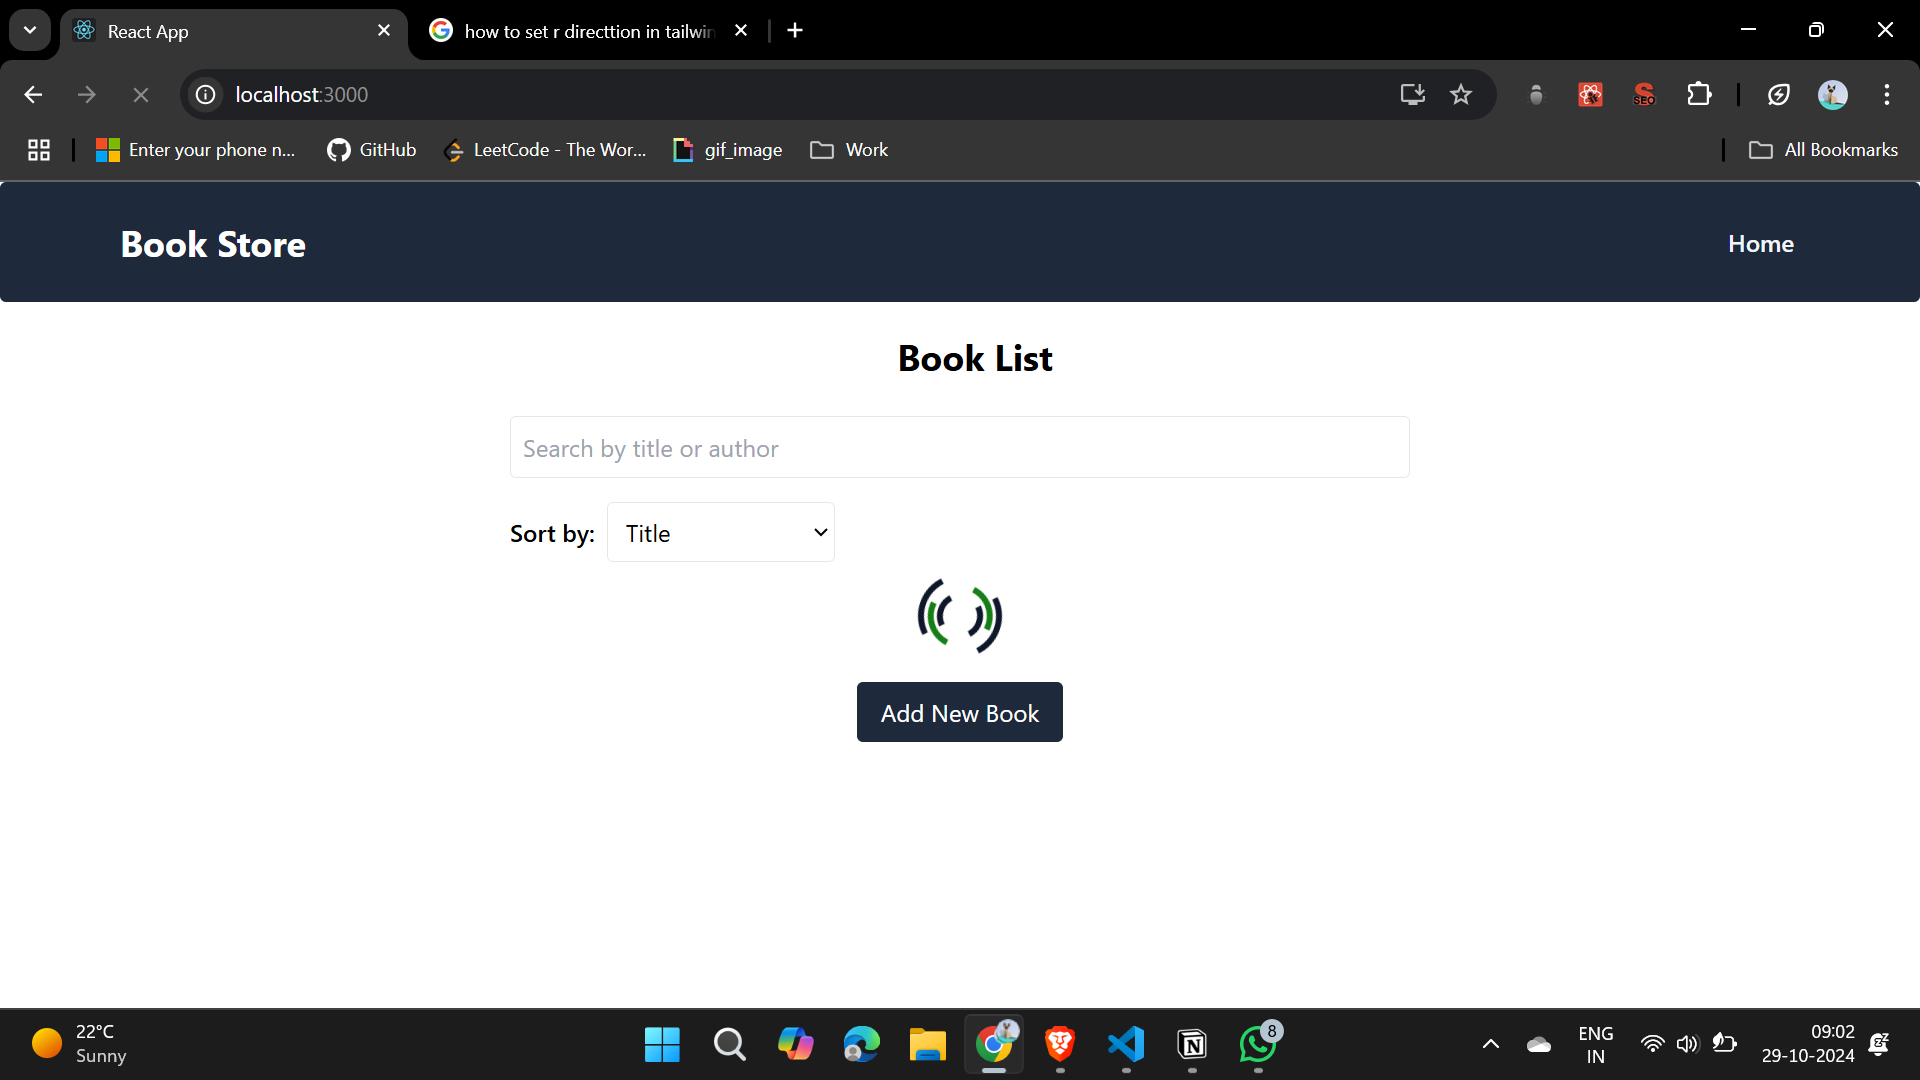 React App
how to set r directtion in tailwin
localhost:3000
Enter your phone n...
GitHub
LeetCode - The Wor...
gif_image
Work
All Bookmarks
SEO
Book Store
Home
Book List
Search by title or author
Sort by:
Title
Add New Book
22°C
Sunny
8
ENG
IN
09:02
29-10-2024